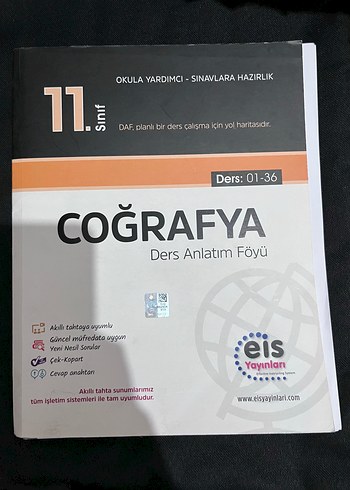 OKULA YARDIMCI - SINAVLARA HAZIRLIK
11.
Sınıf
DAF, planlı bir ders çalışma için yol haritasıdır.
Ders: 01-36
COĞRAFYA
Ders Anlatım Föyü
Akıllı tahtaya uyumlu
Güncel müfredata uygun
Yeni Nesil Sorular
Çek-Kopart
Cevap anahtarı
eis
Yayınları
Akıllı tahta sunumlarımız
tüm işletim sistemleri ile tam uyumludur.
www.eisyayinlari.com